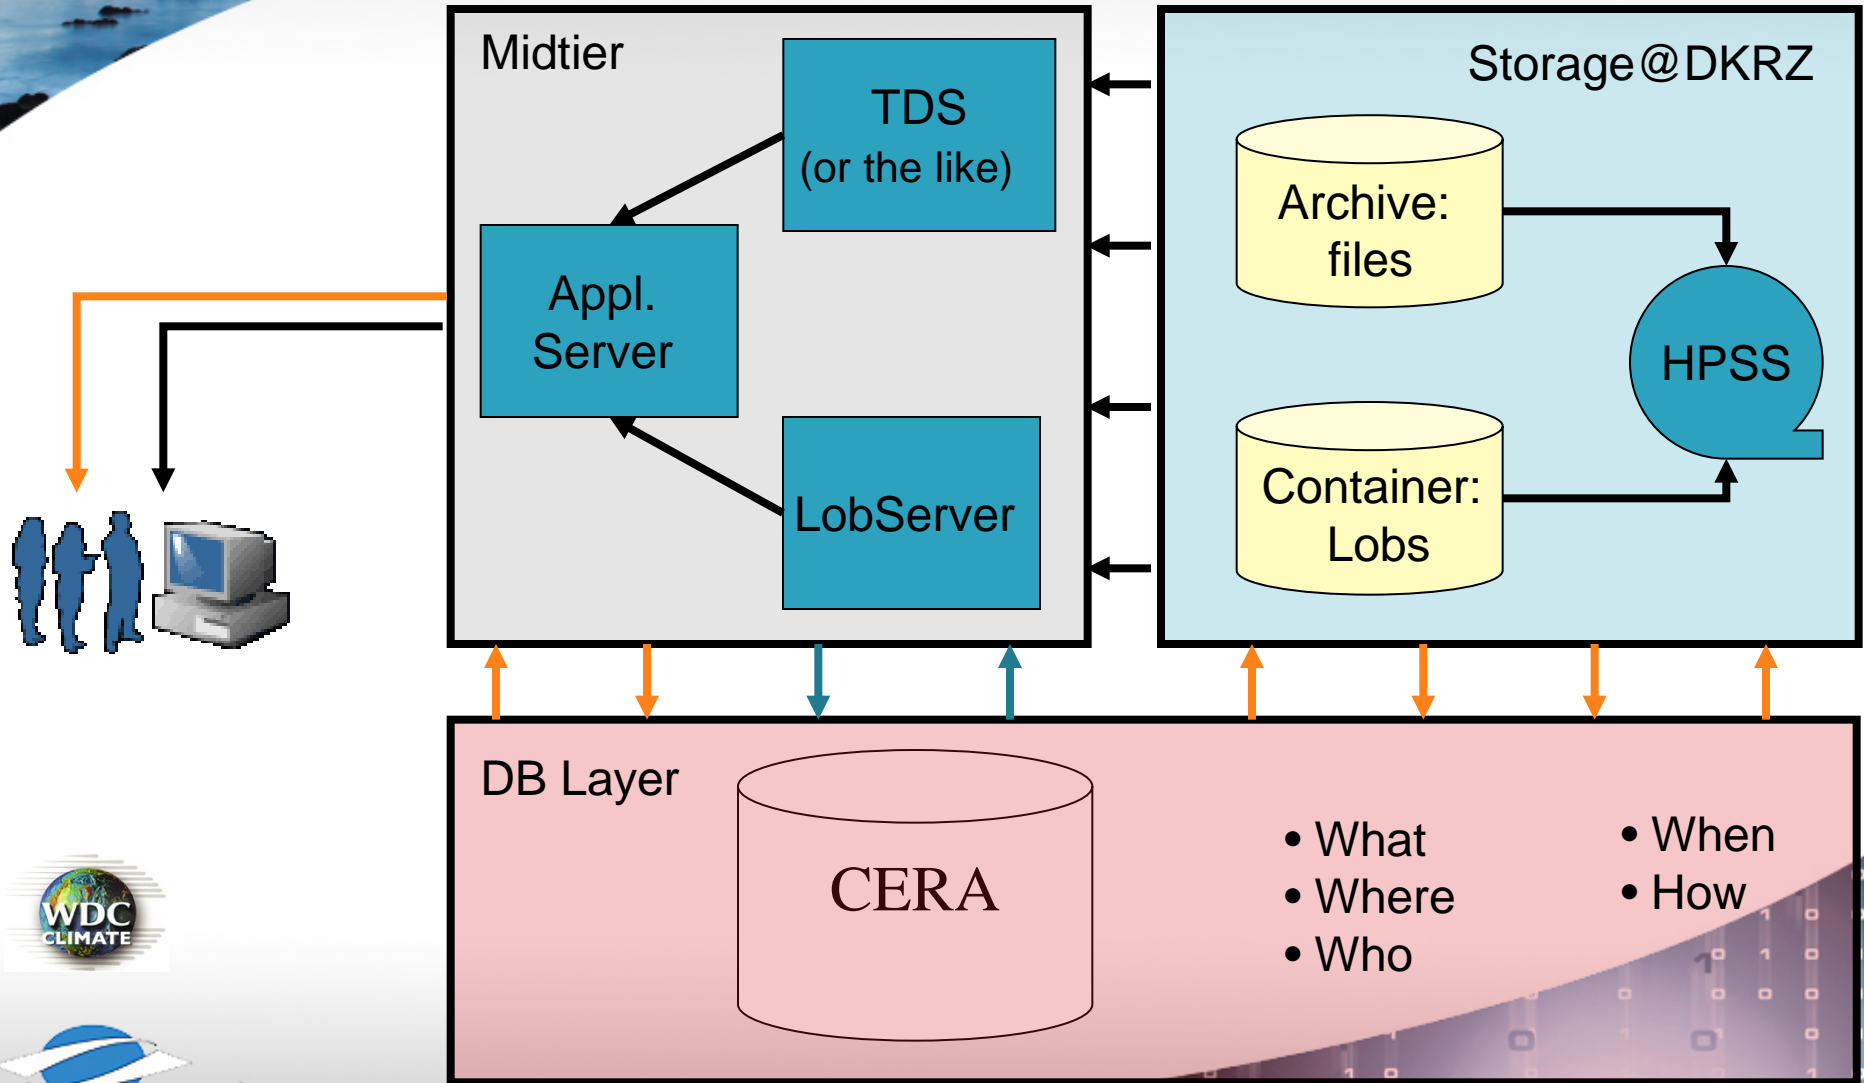 Midtier
TDS
(or the like)
Appl.
Server
LobServer
Storage@DKRZ
Archive:
files
HPSS
Container:
Lobs
DB Layer
CERA
• What
• Where
• Who
• When
• How
WDC
CLIMATE